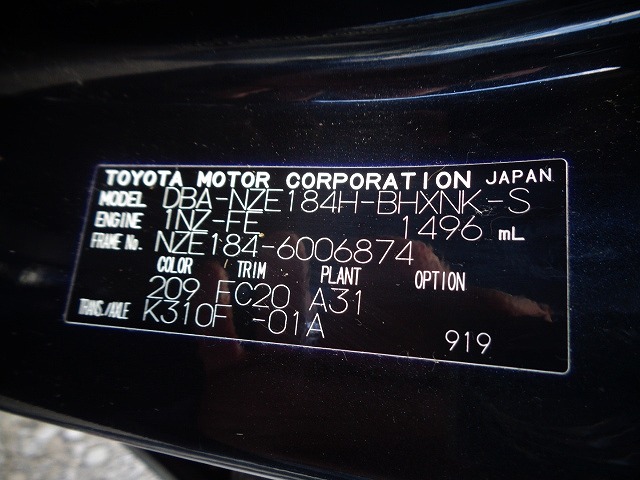 TOYOTA MOTOR CORPORATION JAPAN
MODEL DBA-NZE184H-BHXNK-S
ENGINE 1NZ-FE 1496 mL
FRAME No. NZE184-6006874
COLOR TRIM PLANT OPTION
209 FC20 A31
TRANS./AXLE K310F -01A
919